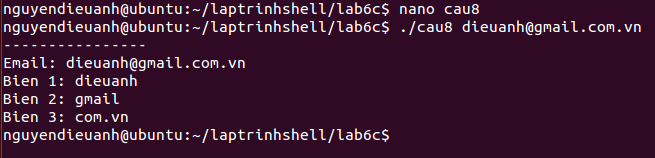 nguyendieuanh@ubuntu:~/laptrinhshell/lab6c$ nano cau8
nguyendieuanh@ubuntu:~/laptrinhshell/lab6c$ ./cau8 dieuanh@gmail.com.vn
----------------
Email: dieuanh@gmail.com.vn
Bien 1: dieuanh
Bien 2: gmail
Bien 3: com.vn
nguyendieuanh@ubuntu:~/laptrinhshell/lab6c$